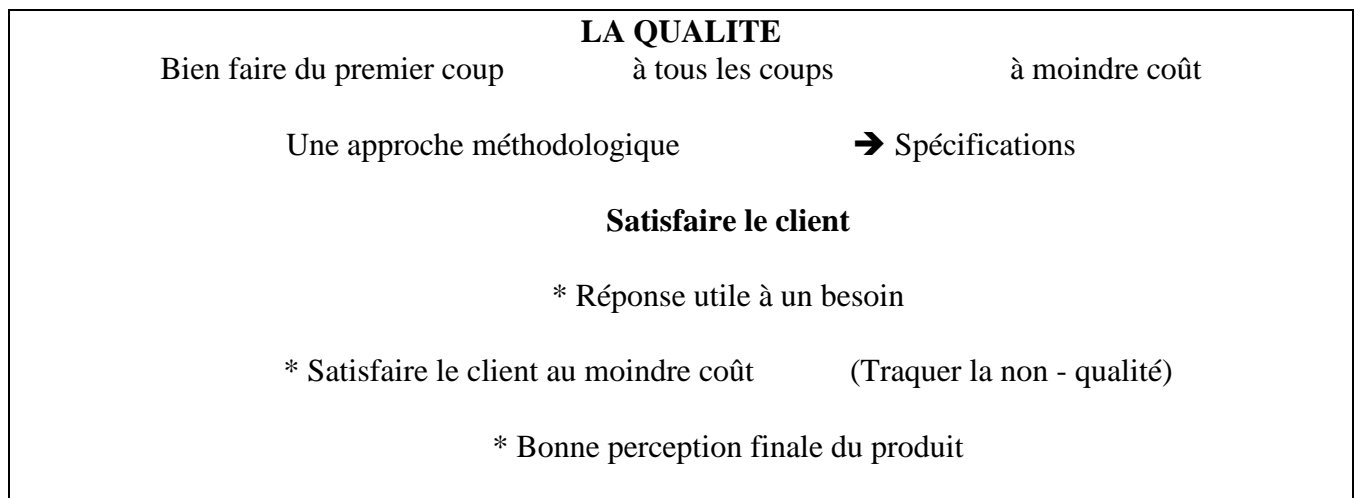 LA QUALITE
Bien faire du premier coup à tous les coups à moindre coût
Une approche méthodologique ➔ Spécifications
Satisfaire le client
* Réponse utile à un besoin
* Satisfaire le client au moindre coût (Traquer la non - qualité)
* Bonne perception finale du produit